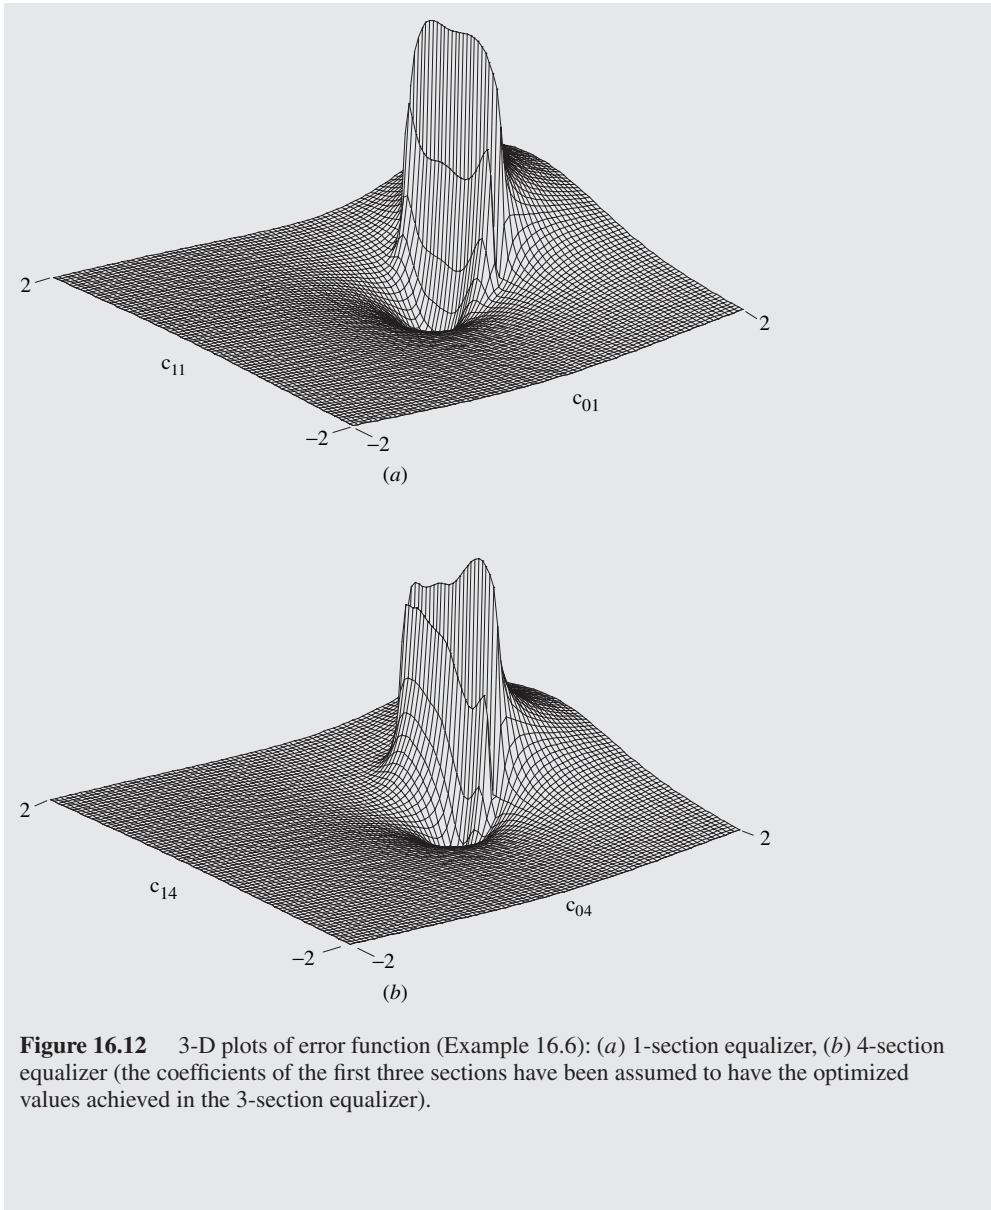 2
c11
c01
2
−2
−2
(a)
2
c14
c04
2
−2
−2
(b)
Figure 16.12 3-D plots of error function (Example 16.6): (a) 1-section equalizer, (b) 4-section
equalizer (the coefficients of the first three sections have been assumed to have the optimized
values achieved in the 3-section equalizer).